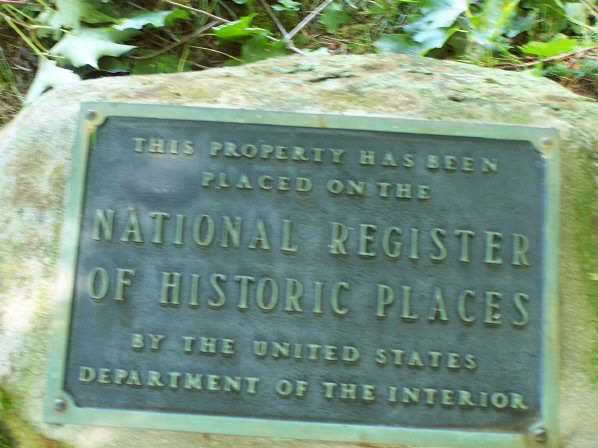 THIS PROPERTY HAS BEEN
PLACED ON THE
NATIONAL REGISTER
OF HISTORIC PLACES
BY THE UNITED STATES
DEPARTMENT OF THE INTERIOR